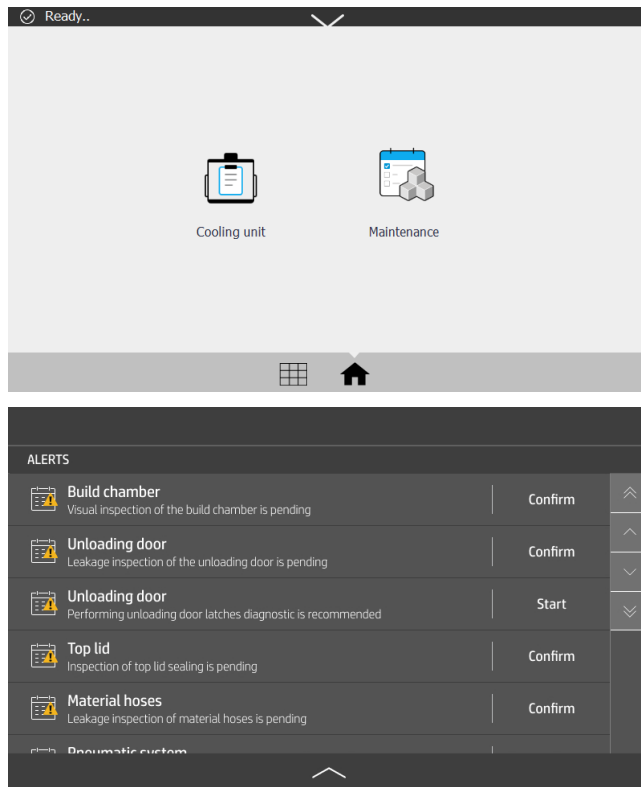 Ready..
Cooling unit
Maintenance
ALERTS
Build chamber
Visual inspection of the build chamber is pending
Confirm
Unloading door
Leakage inspection of the unloading door is pending
Confirm
Unloading door
Performing unloading door latches diagnostic is recommended
Start
Top lid
Inspection of top lid sealing is pending
Confirm
Material hoses
Leakage inspection of material hoses is pending
Confirm
Pneumatic system